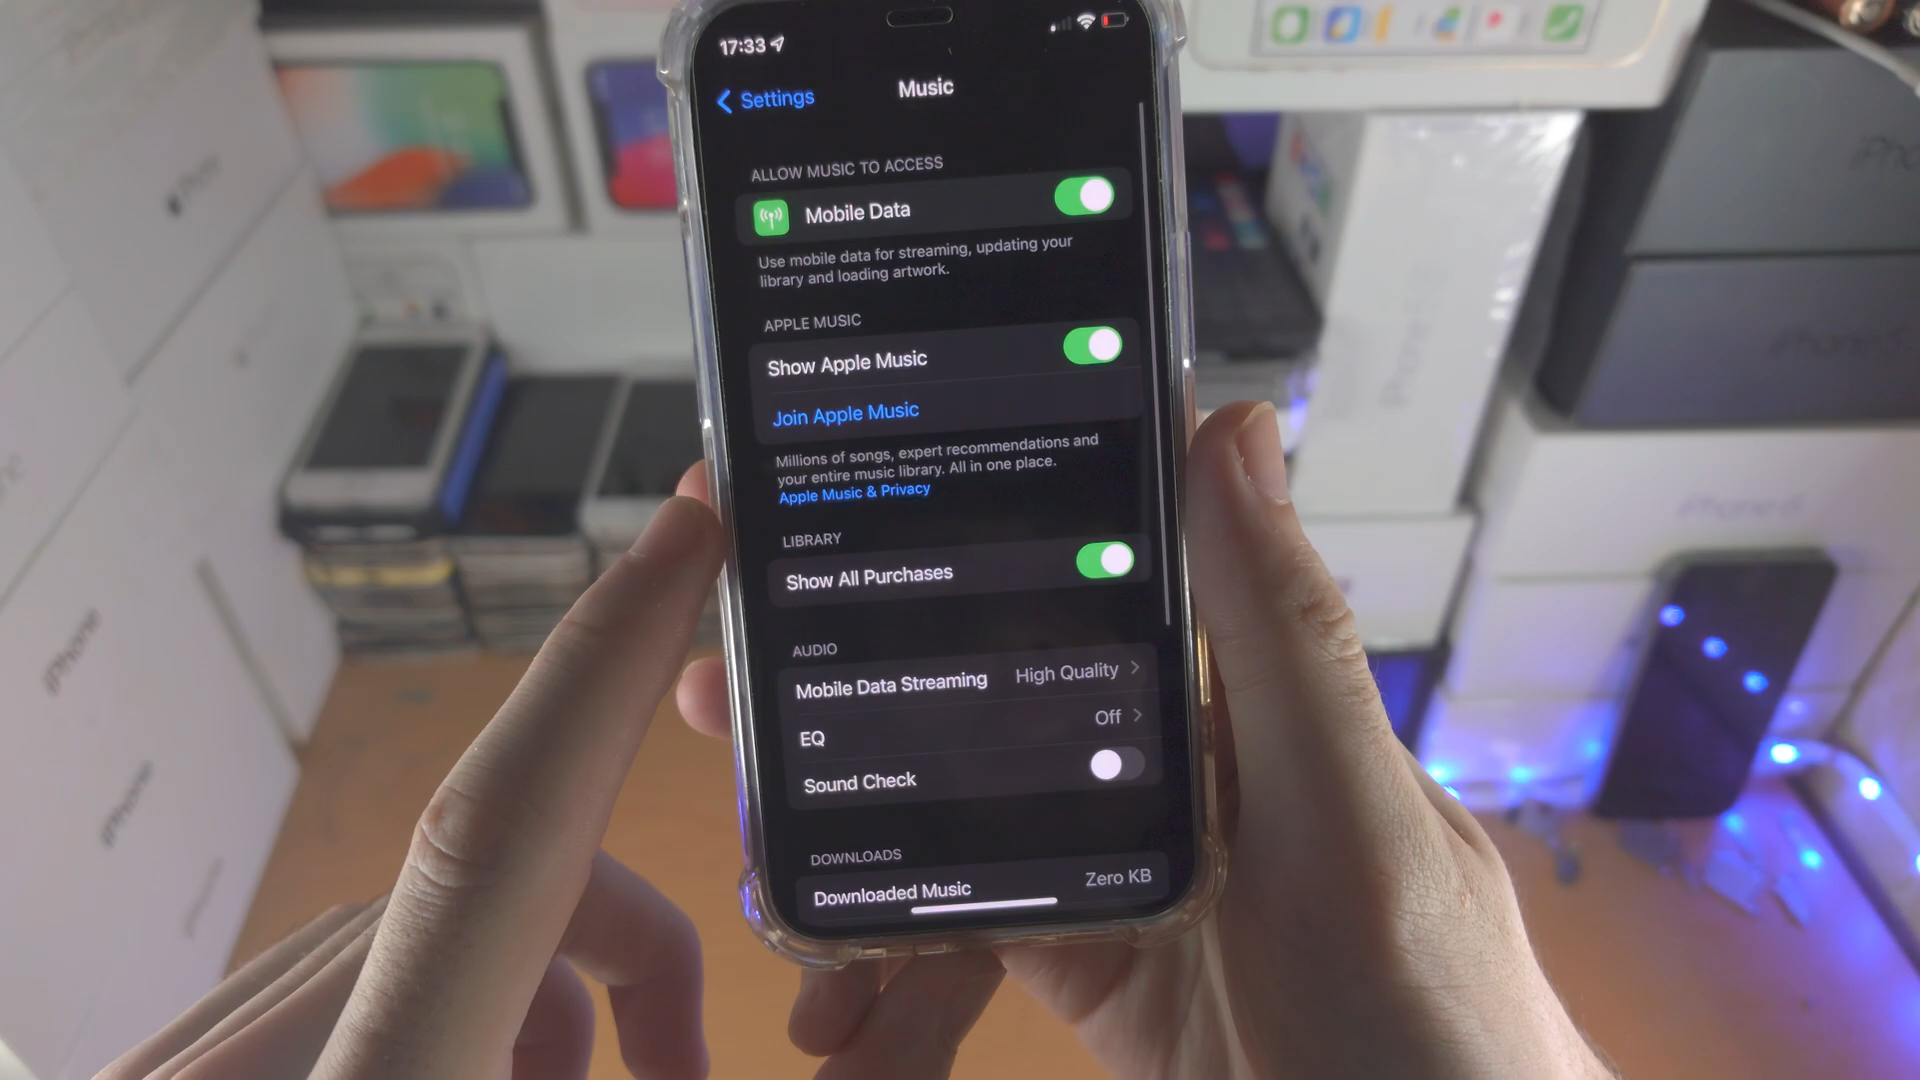 17:33
Settings
Music
ALLOW MUSIC TO ACCESS
Mobile Data
Use mobile data for streaming, updating your
library and loading artwork.
APPLE MUSIC
Show Apple Music
Join Apple Music
Millions of songs, expert recommendations and
your entire music library. All in one place.
Apple Music & Privacy
LIBRARY
Show All Purchases
AUDIO
Mobile Data Streaming High Quality
EQ Off
Sound Check
DOWNLOADS
Downloaded Music Zero KB
iPhone
iPhone